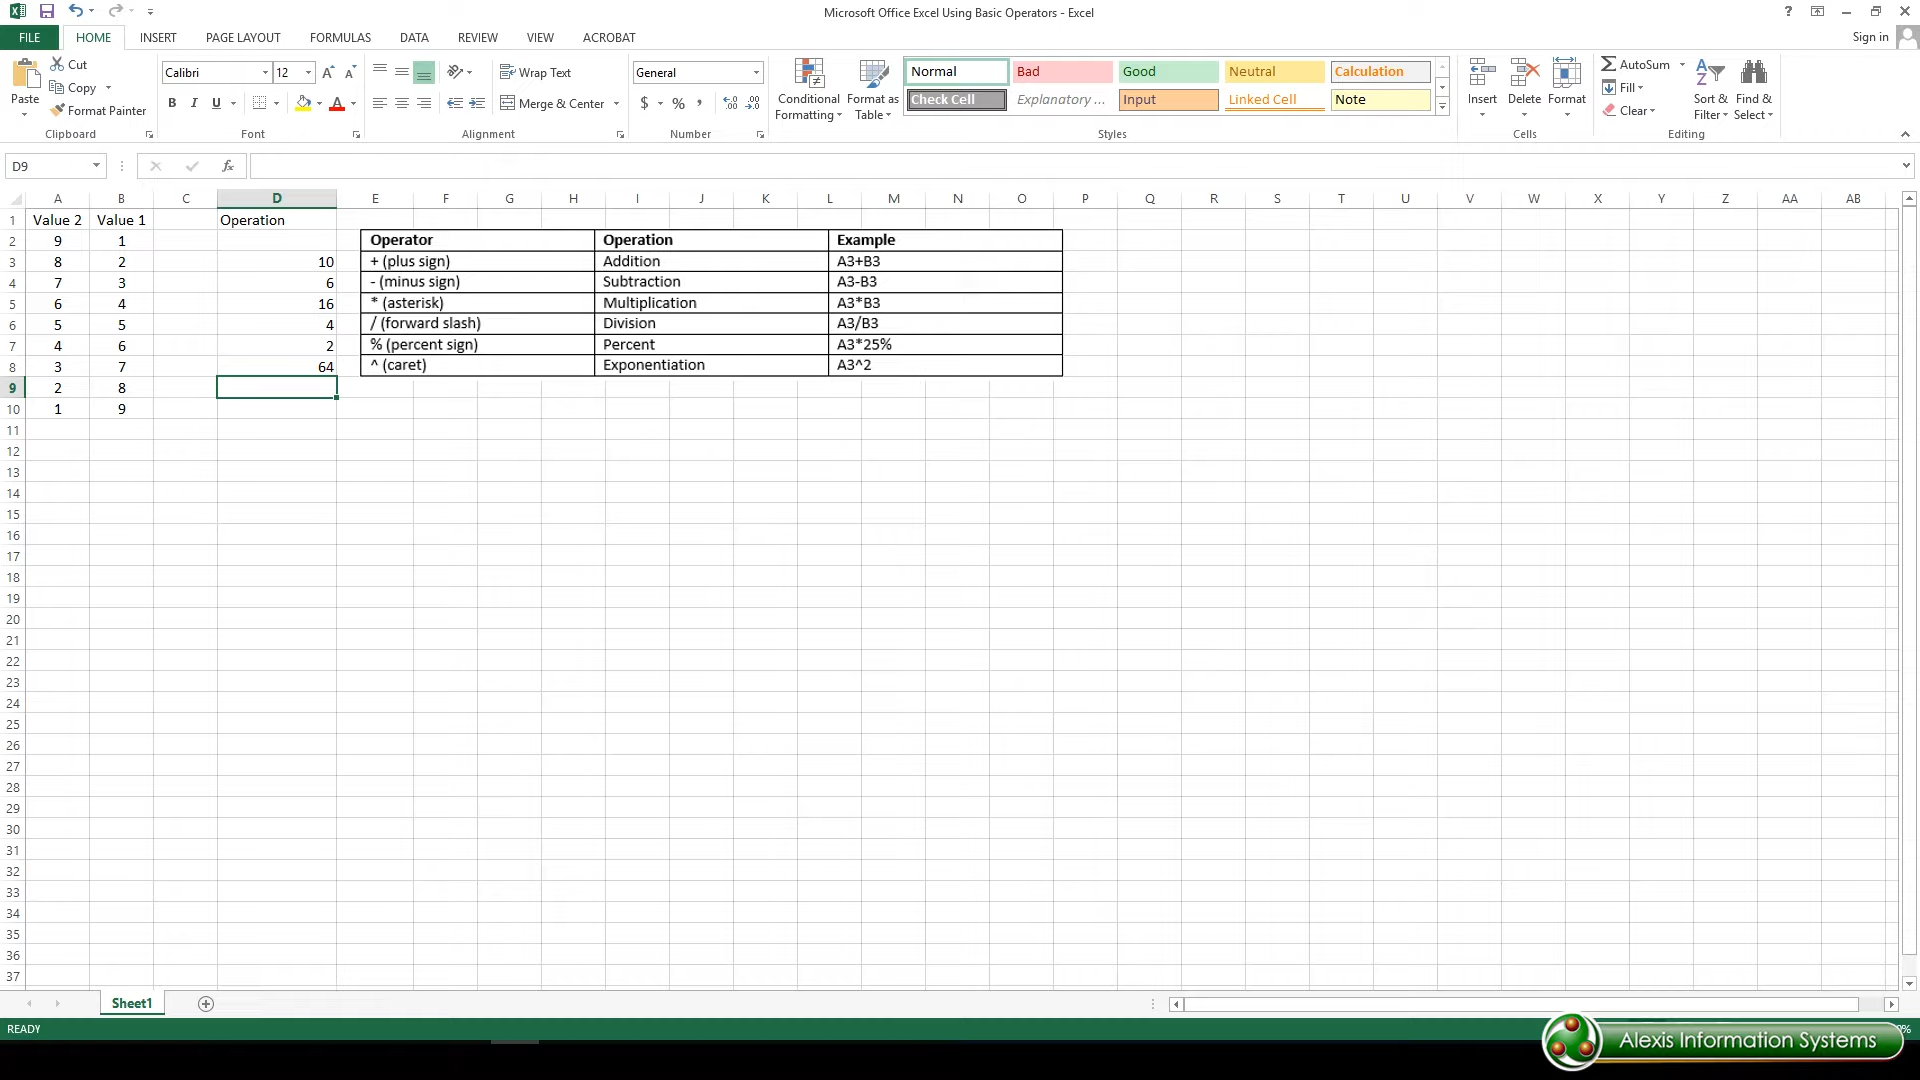 Microsoft Office Excel Using Basic Operators - Excel
?
FILE HOME INSERT PAGE LAYOUT FORMULAS DATA REVIEW VIEW ACROBAT
Sign in
Paste
Cut
Copy
Format Painter
Clipboard
Calibri 12 A A
B I U A
Font
Wrap Text
Merge & Center
Alignment
General
$ % ,
Number
Conditional Formatting
Format as Table
Normal Bad Good Neutral Calculation
Check Cell Explanatory ... Input Linked Cell Note
Styles
Insert Delete Format
Cells
AutoSum
Fill
Clear
Sort & Filter
Find & Select
Editing
D9 fx
A B C D E F G H I J K L M N O P Q R S T U V W X Y Z AA AB
1 Value 2 Value 1 Operation
2 9 1
3 8 2 10
4 7 3 6
5 6 4 16
6 5 5 4
7 4 6 2
8 3 7 64
9 2 8
10 1 9
11
12
13
14
15
16
17
18
19
20
21
22
23
24
25
26
27
28
29
30
31
32
33
34
35
36
37
Operator Operation Example
+ (plus sign) Addition A3+B3
- (minus sign) Subtraction A3-B3
* (asterisk) Multiplication A3*B3
/ (forward slash) Division A3/B3
% (percent sign) Percent A3*25%
^ (caret) Exponentiation A3^2
Sheet1
READY
Alexis Information Systems